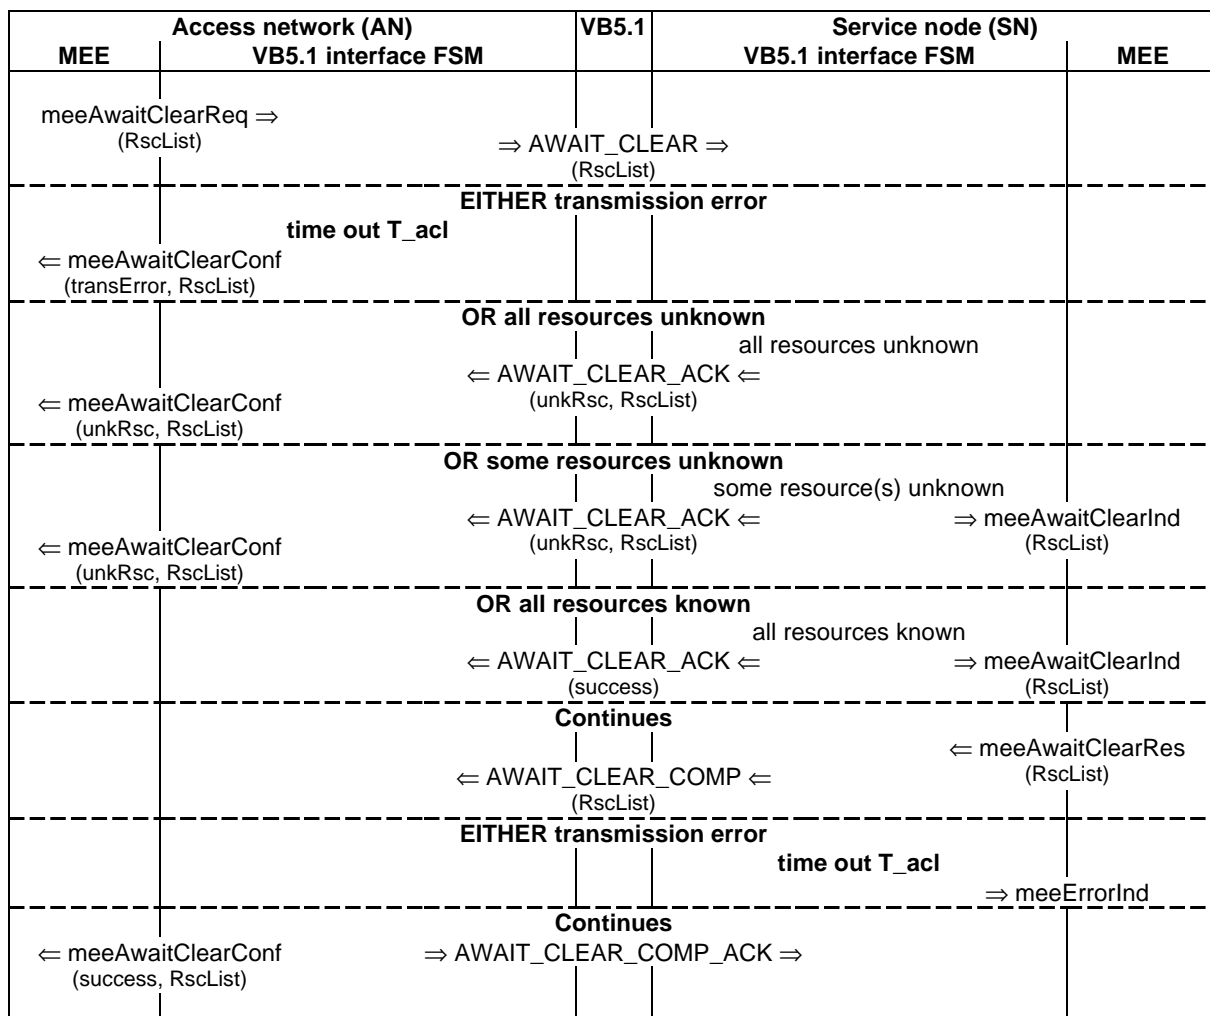 Access network (AN) VB5.1 Service node (SN)
MEE VB5.1 interface FSM VB5.1 interface FSM MEE
meeAwaitClearReq ⇒
(RscList)
⇒ AWAIT_CLEAR ⇒
(RscList)
EITHER transmission error
time out T_acl
⇐ meeAwaitClearConf
(transError, RscList)
OR all resources unknown
all resources unknown
⇐ AWAIT_CLEAR_ACK ⇐
(unkRsc, RscList)
⇐ meeAwaitClearConf
(unkRsc, RscList)
OR some resources unknown
some resource(s) unknown
⇐ AWAIT_CLEAR_ACK ⇐ ⇒ meeAwaitClearInd
(unkRsc, RscList) (RscList)
⇐ meeAwaitClearConf
(unkRsc, RscList)
OR all resources known
all resources known
⇐ AWAIT_CLEAR_ACK ⇐ ⇒ meeAwaitClearInd
(success) (RscList)
Continues
⇐ meeAwaitClearRes
(RscList)
⇐ AWAIT_CLEAR_COMP ⇐
(RscList)
EITHER transmission error
time out T_acl
⇒ meeErrorInd
Continues
⇐ meeAwaitClearConf ⇒ AWAIT_CLEAR_COMP_ACK ⇒
(success, RscList)